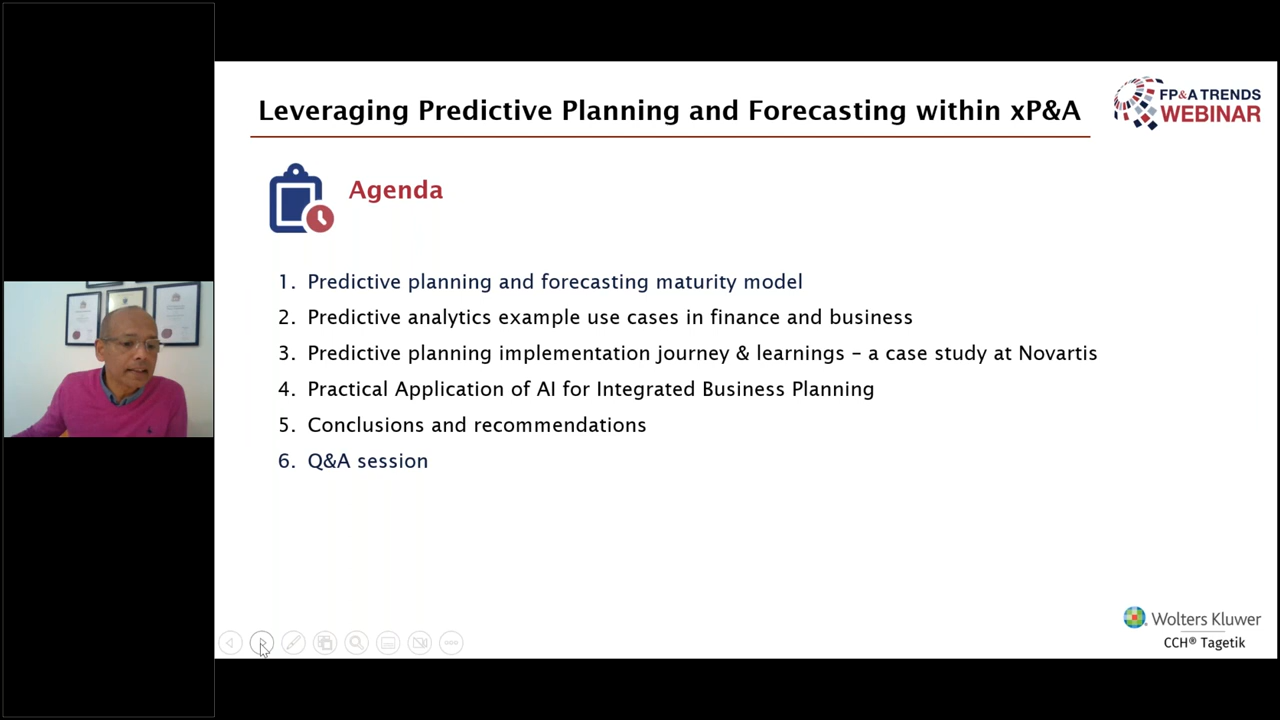 Leveraging Predictive Planning and Forecasting within xP&A
FP&A TRENDS
WEBINAR
Agenda
1. Predictive planning and forecasting maturity model
2. Predictive analytics example use cases in finance and business
3. Predictive planning implementation journey & learnings – a case study at Novartis
4. Practical Application of AI for Integrated Business Planning
5. Conclusions and recommendations
6. Q&A session
Wolters Kluwer
CCH® Tagetik